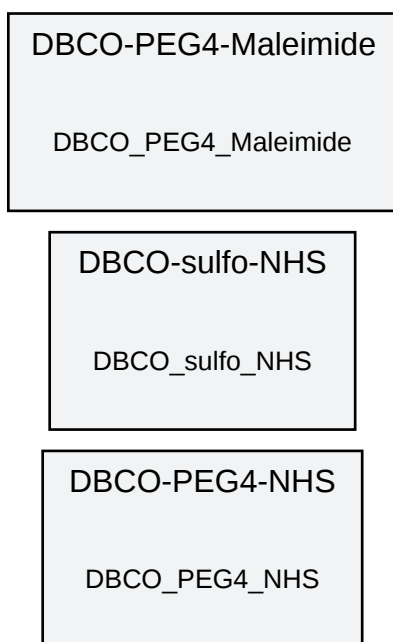 DBCO-PEG4-Maleimide
DBCO_PEG4_Maleimide
DBCO-sulfo-NHS
DBCO_sulfo_NHS
DBCO-PEG4-NHS
DBCO_PEG4_NHS